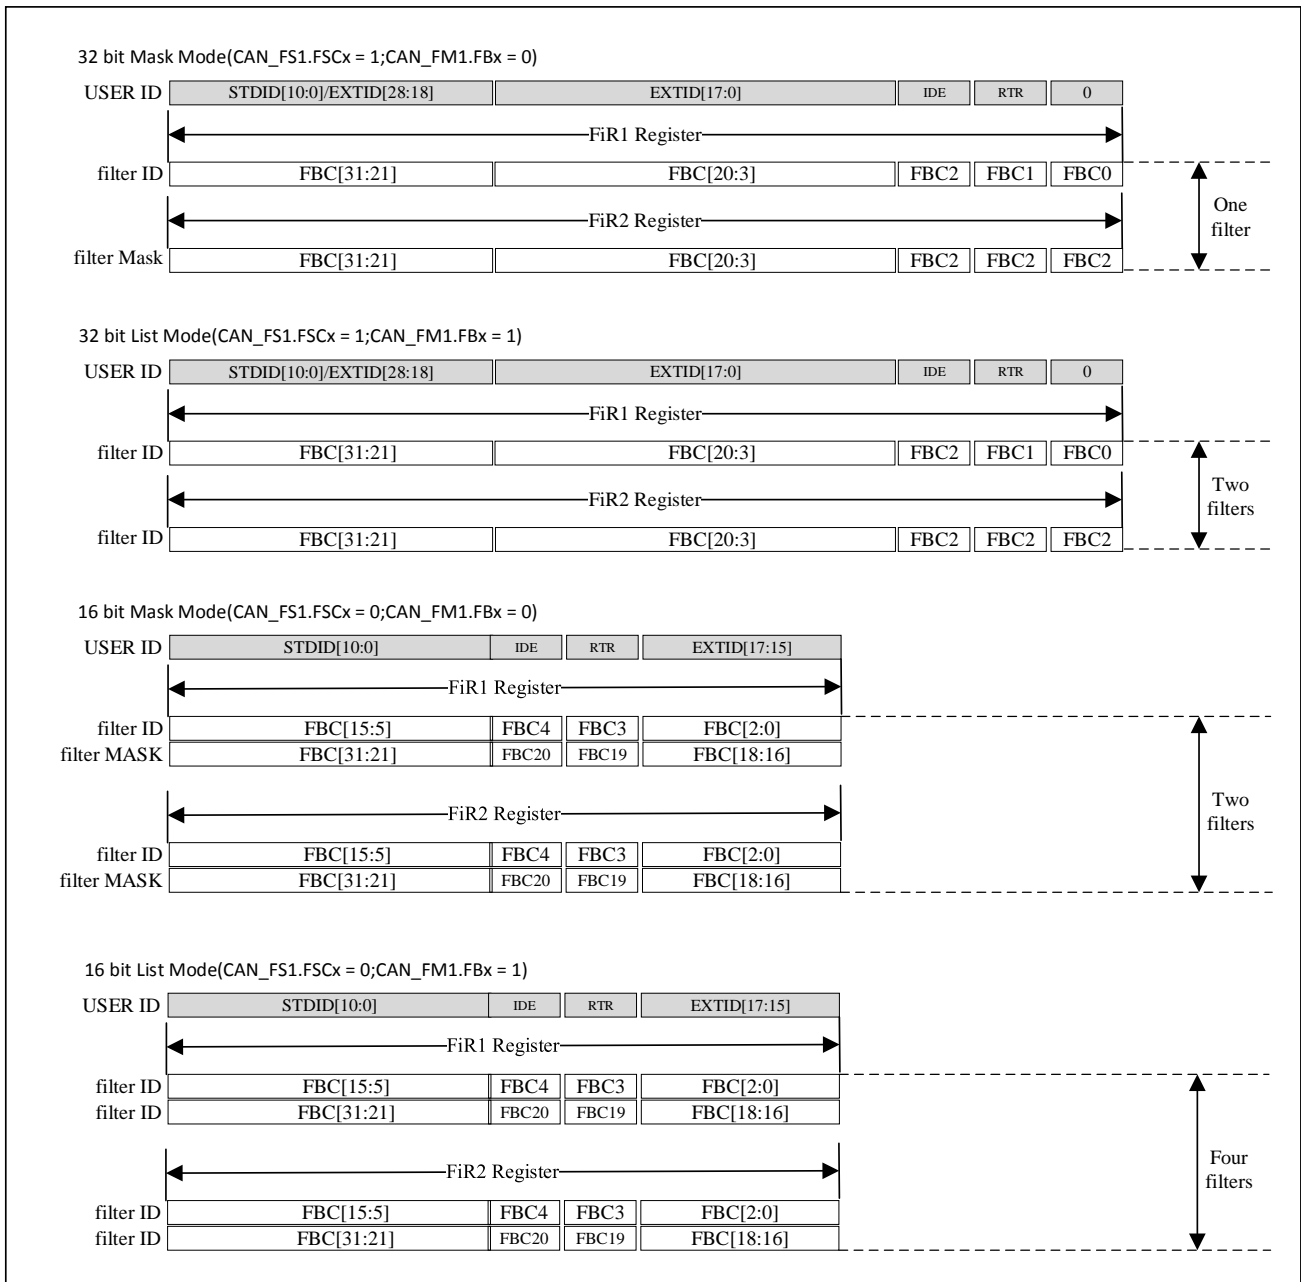 32 bit Mask Mode(CAN_FS1.FSCx = 1;CAN_FM1.FBx = 0)
USER ID STDID[10:0]/EXTID[28:18] EXTID[17:0] IDE RTR 0
FiR1 Register
filter ID FBC[31:21] FBC[20:3] FBC2 FBC1 FBC0
FiR2 Register
One
filter
filter Mask FBC[31:21] FBC[20:3] FBC2 FBC2 FBC2
32 bit List Mode(CAN_FS1.FSCx = 1;CAN_FM1.FBx = 1)
USER ID STDID[10:0]/EXTID[28:18] EXTID[17:0] IDE RTR 0
FiR1 Register
filter ID FBC[31:21] FBC[20:3] FBC2 FBC1 FBC0
FiR2 Register
Two
filters
filter ID FBC[31:21] FBC[20:3] FBC2 FBC2 FBC2
16 bit Mask Mode(CAN_FS1.FSCx = 0;CAN_FM1.FBx = 0)
USER ID STDID[10:0] IDE RTR EXTID[17:15]
FiR1 Register
filter ID FBC[15:5] FBC4 FBC3 FBC[2:0]
filter MASK FBC[31:21] FBC20 FBC19 FBC[18:16]
FiR2 Register
Two
filters
filter ID FBC[15:5] FBC4 FBC3 FBC[2:0]
filter MASK FBC[31:21] FBC20 FBC19 FBC[18:16]
16 bit List Mode(CAN_FS1.FSCx = 0;CAN_FM1.FBx = 1)
USER ID STDID[10:0] IDE RTR EXTID[17:15]
FiR1 Register
filter ID FBC[15:5] FBC4 FBC3 FBC[2:0]
filter ID FBC[31:21] FBC20 FBC19 FBC[18:16]
FiR2 Register
Four
filters
filter ID FBC[15:5] FBC4 FBC3 FBC[2:0]
filter ID FBC[31:21] FBC20 FBC19 FBC[18:16]